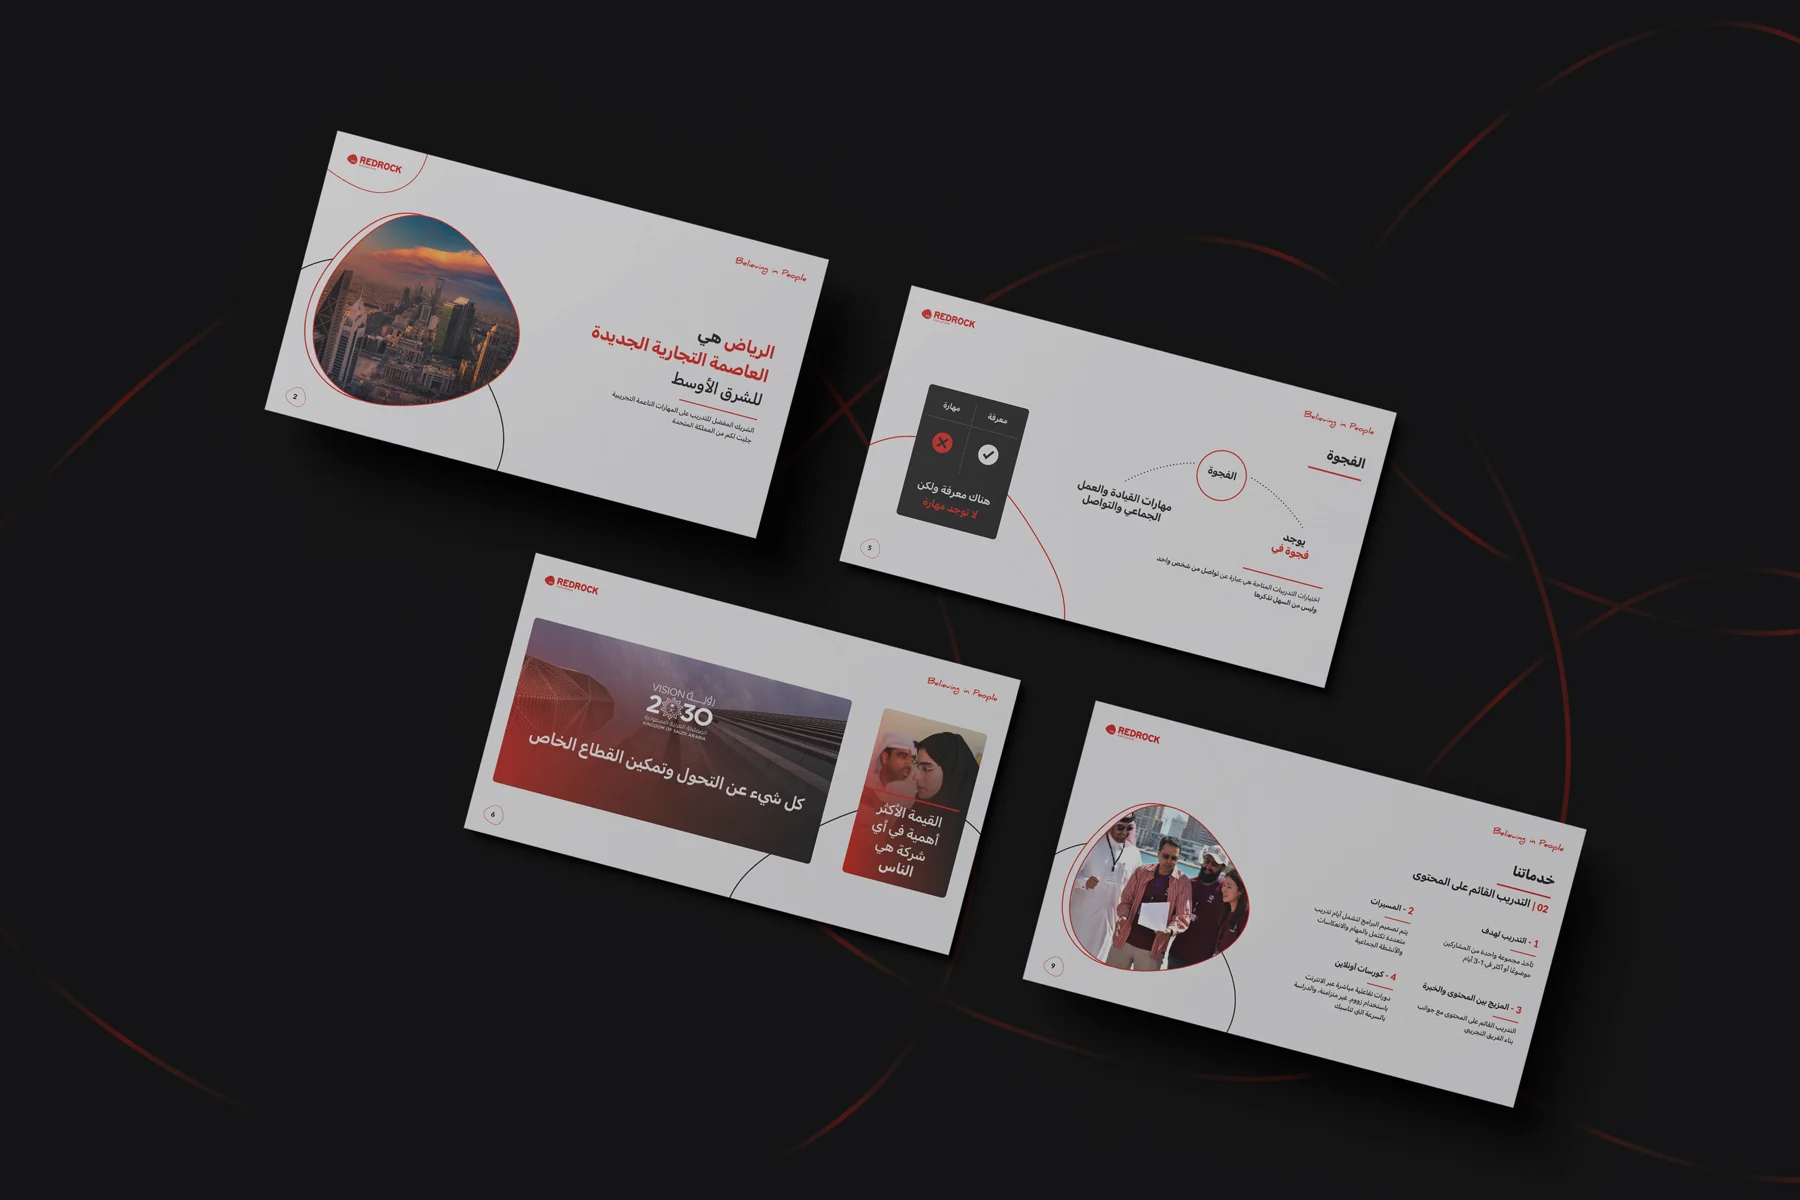 REDROCK
Believing in People
الرياض هي
العاصمة التجارية الجديدة
للشرق الأوسط
الشريك المفضل للتدريب على المهارات الناعمة التجريبية
جلبت لكم من المملكة المتحدة
2
REDROCK
Believing in People
الفجوة
الفجوة
مهارات القيادة والعمل
الجماعي والتواصل
يوجد
فجوة في
اختيارات التدريبات المتاحة هي عبارة عن تواصل من شخص واحد
وليس من السهل تذكرها
معرفة
مهارة
هناك معرفة ولكن
لا توجد مهارة
5
REDROCK
Believing in People
VISION رؤيـــة
2030
المملكة العربية السعودية
KINGDOM OF SAUDI ARABIA
كل شيء عن التحول وتمكين القطاع الخاص
القيمة الأكثر
أهمية في أي
شركة هي
الناس
6
REDROCK
Believing in People
خدماتنا
02 | التدريب القائم على المحتوى
1 - التدريب لهدف
تأخذ مجموعة واحدة من المشاركين
موضوعًا أو أكثر في 1-3 أيام
2 - المسيرات
يتم تصميم البرامج لتشمل أيام تدريب
متعددة تكتمل بالمهام والانعكاسات
والأنشطة الجماعية
3 - المزيج بين المحتوى والخبرة
التدريب القائم على المحتوى مع جوانب
بناء الفريق التجريبي
4 - كورسات أونلاين
دورات تفاعلية مباشرة عبر الانترنت
باستخدام زووم، غير متزامنة، والدراسة
بالسرعة التي تناسبك
9